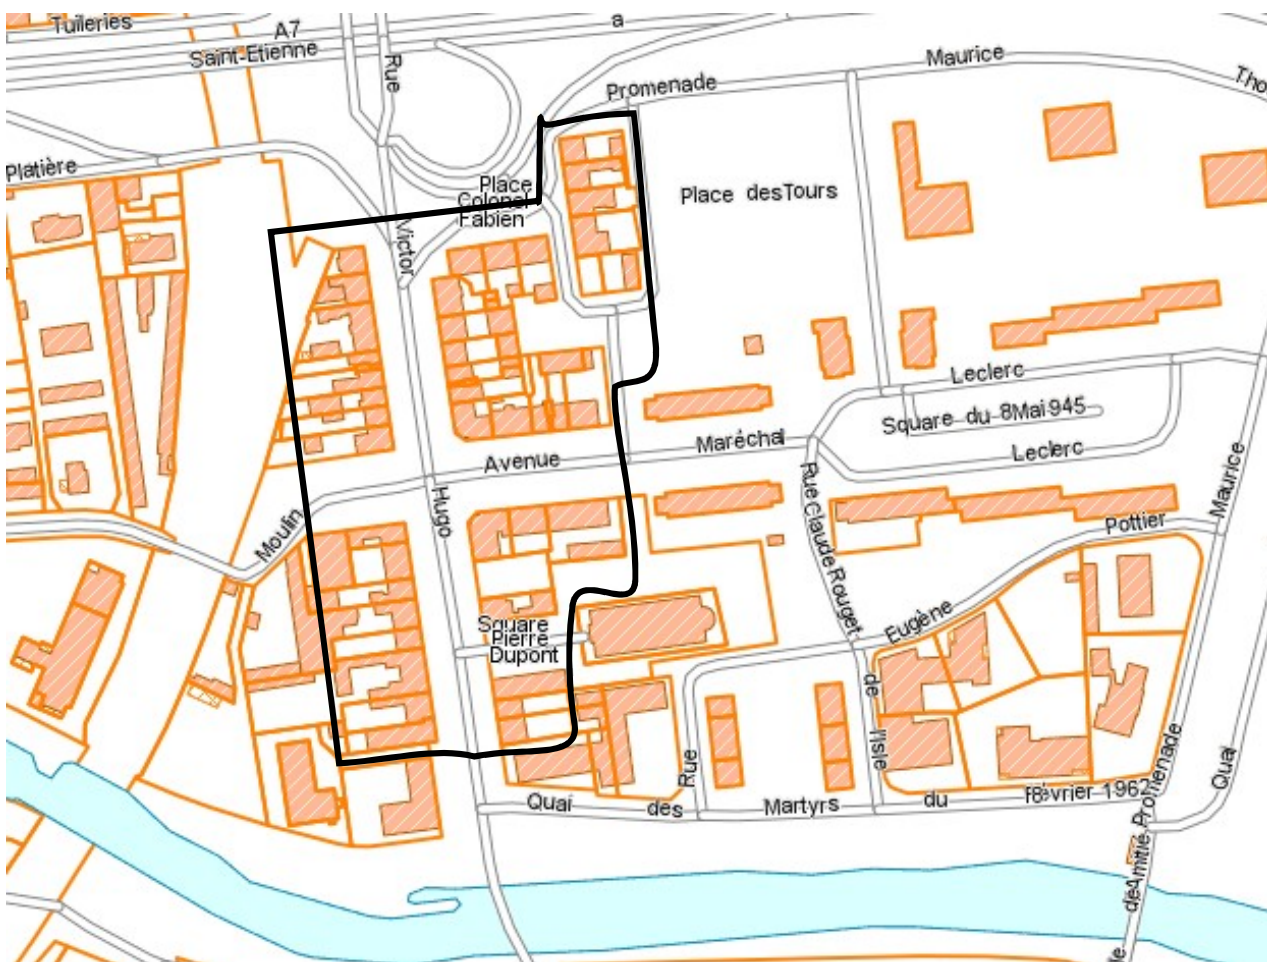 Tuileries
A7
a
Saint-Etienne
Rue
Promenade
Maurice
Tho
Platière
Place
Colonel
Fabien
Place des Tours
Victor
Leclerc
Square du 8Mai 945
Avenue
Maréchal
Leclerc
Maurice
Hugo
Moulin
Rue Claude Rouget
Pottier
Eugène
Square
Pierre
Dupont
de
l'Isle
Rue
Quai
des
Martyrs
du
Février 1962
Promenade
Quai
de